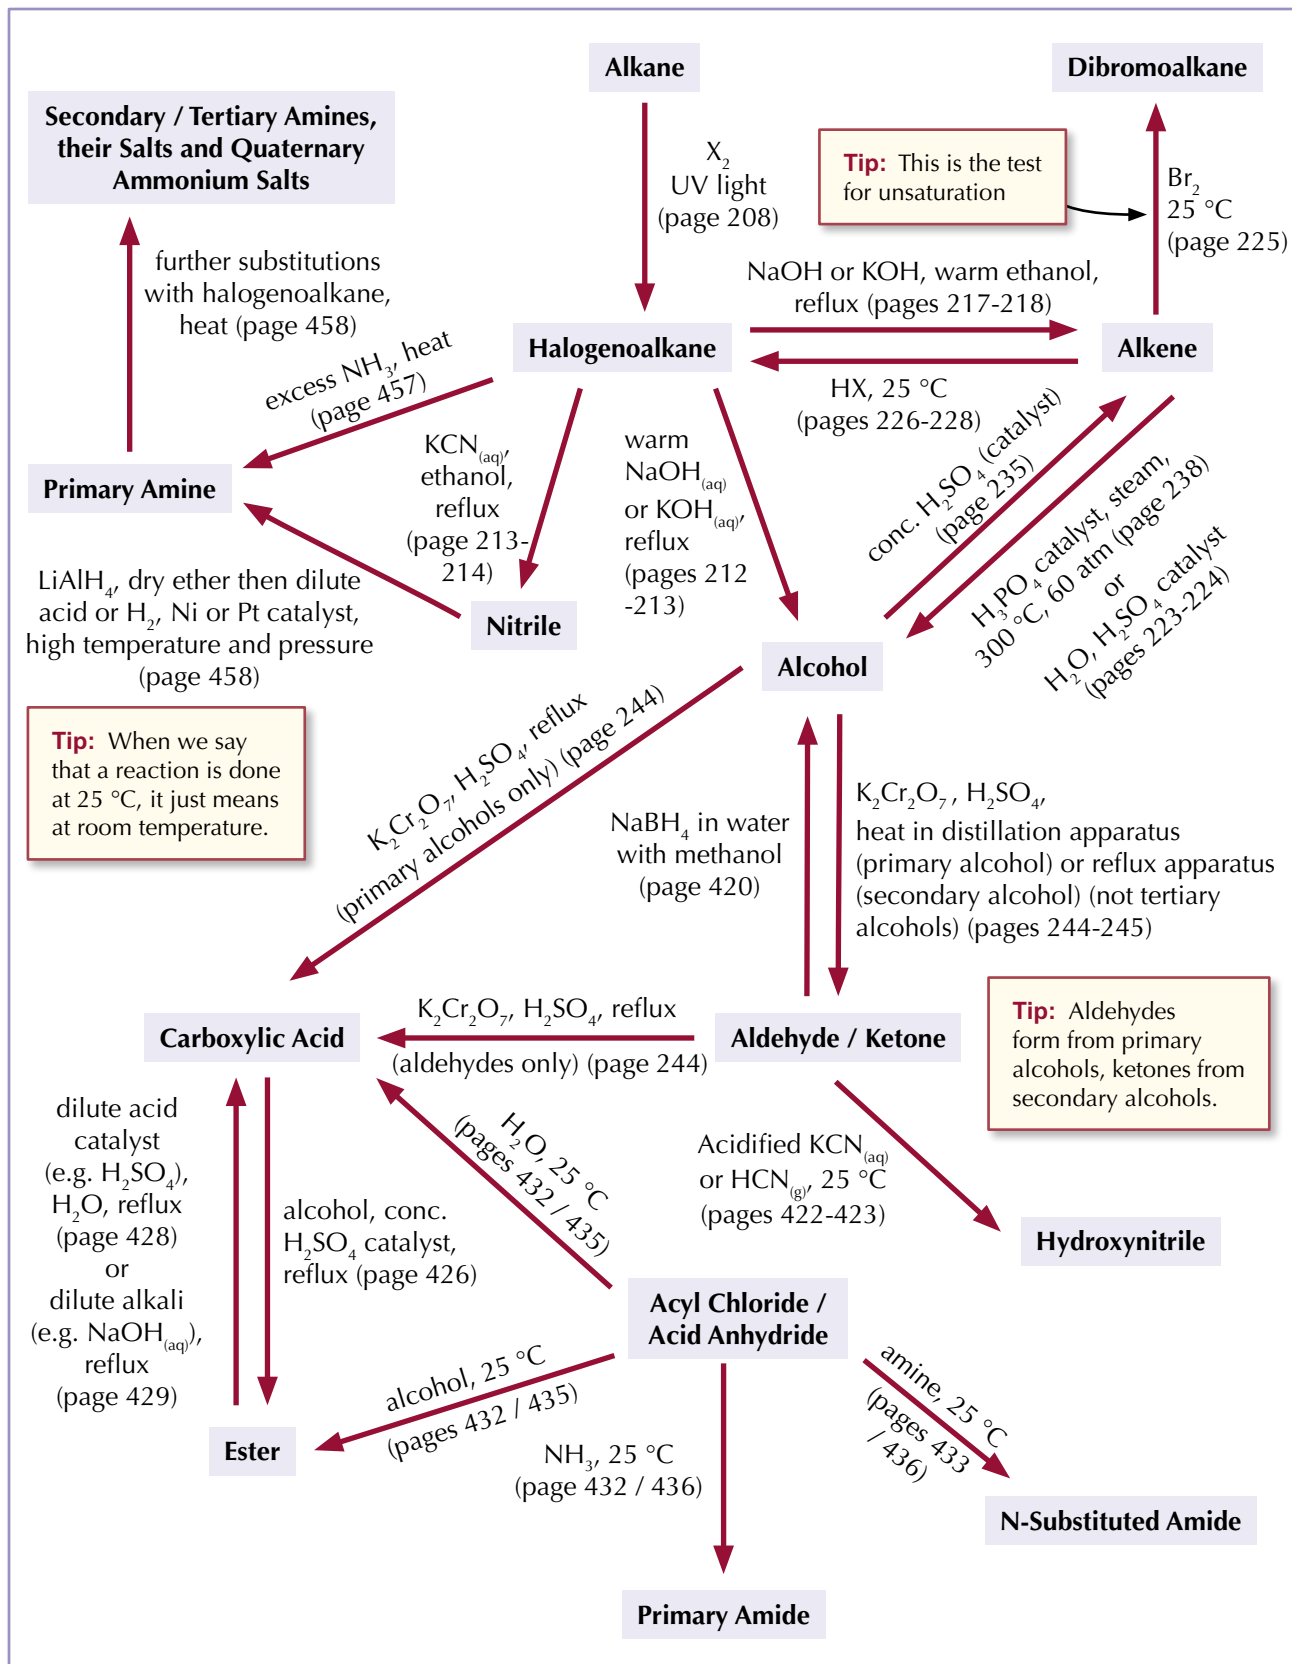 Alkane
Dibromoalkane
Secondary / Tertiary Amines,
their Salts and Quaternary
Ammonium Salts
X₂
UV light
(page 208)
Tip: This is the test
for unsaturation
Br₂
25 °C
(page 225)
further substitutions
with halogenoalkane,
heat (page 458)
NaOH or KOH, warm ethanol,
reflux (pages 217-218)
Halogenoalkane
Alkene
HX, 25 °C
(pages 226-228)
excess NH₃, heat
(page 457)
KCN(aq),
ethanol,
reflux
(page 213-
214)
warm
NaOH(aq)
or KOH(aq),
reflux
(pages 212
-213)
conc. H₂SO₄ (catalyst)
(page 235)
H₃PO₄ catalyst, steam,
300 °C, 60 atm (page 238)
or
H₂O, H₂SO₄ catalyst
(pages 223-224)
Primary Amine
LiAlH₄, dry ether then dilute
acid or H₂, Ni or Pt catalyst,
high temperature and pressure
(page 458)
Nitrile
Alcohol
Tip: When we say
that a reaction is done
at 25 °C, it just means
at room temperature.
K₂Cr₂O₇, H₂SO₄, reflux
(primary alcohols only) (page 244)
NaBH₄ in water
with methanol
(page 420)
K₂Cr₂O₇ , H₂SO₄,
heat in distillation apparatus
(primary alcohol) or reflux apparatus
(secondary alcohol) (not tertiary
alcohols) (pages 244-245)
Carboxylic Acid
K₂Cr₂O₇, H₂SO₄, reflux
(aldehydes only) (page 244)
Aldehyde / Ketone
Tip: Aldehydes
form from primary
alcohols, ketones from
secondary alcohols.
dilute acid
catalyst
(e.g. H₂SO₄),
H₂O, reflux
(page 428)
or
dilute alkali
(e.g. NaOH(aq)),
reflux
(page 429)
alcohol, conc.
H₂SO₄ catalyst,
reflux (page 426)
H₂O, 25 °C
(pages 432 / 435)
Acidified KCN(aq)
or HCN(g), 25 °C
(pages 422-423)
Hydroxynitrile
Acyl Chloride /
Acid Anhydride
alcohol, 25 °C
(pages 432 / 435)
amine, 25 °C
(pages 433
/ 436)
Ester
NH₃, 25 °C
(page 432 / 436)
N-Substituted Amide
Primary Amide